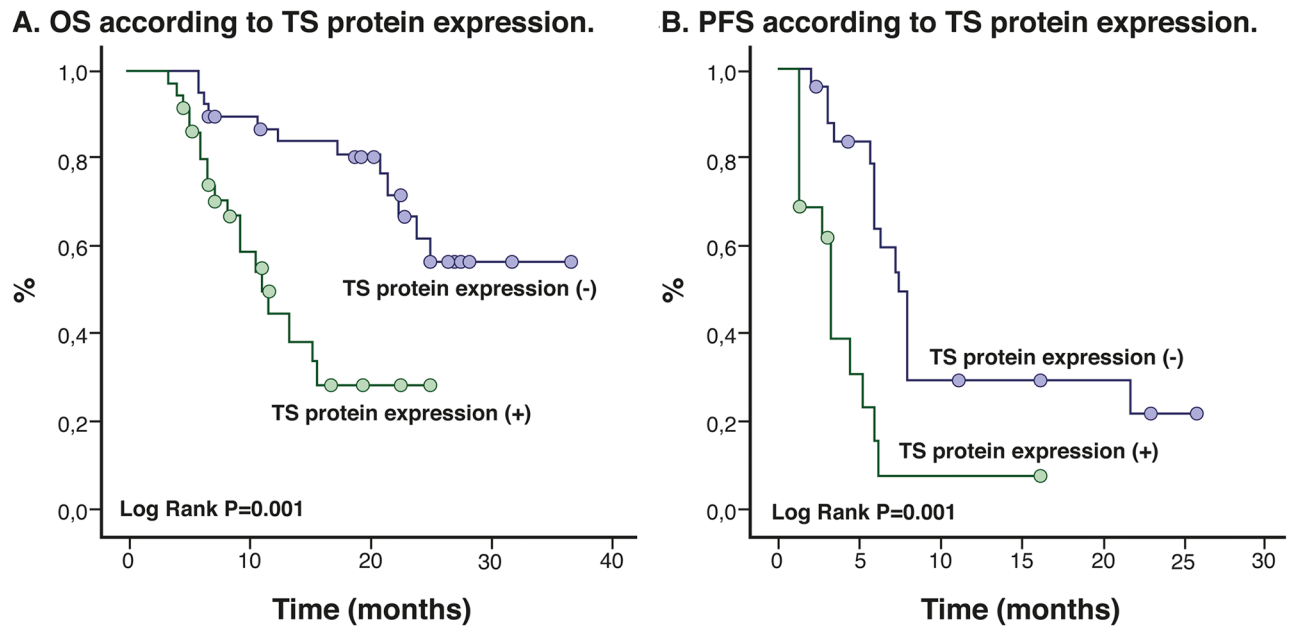 A. OS according to TS protein expression.
1,0
0,8
0,6
0,4
0,2
0,0
%
TS protein expression (-)
TS protein expression (+)
Log Rank P=0.001
0 10 20 30 40
Time (months)
B. PFS according to TS protein expression.
1,0
0,8
0,6
0,4
0,2
0,0
%
TS protein expression (-)
TS protein expression (+)
Log Rank P=0.001
0 5 10 15 20 25 30
Time (months)